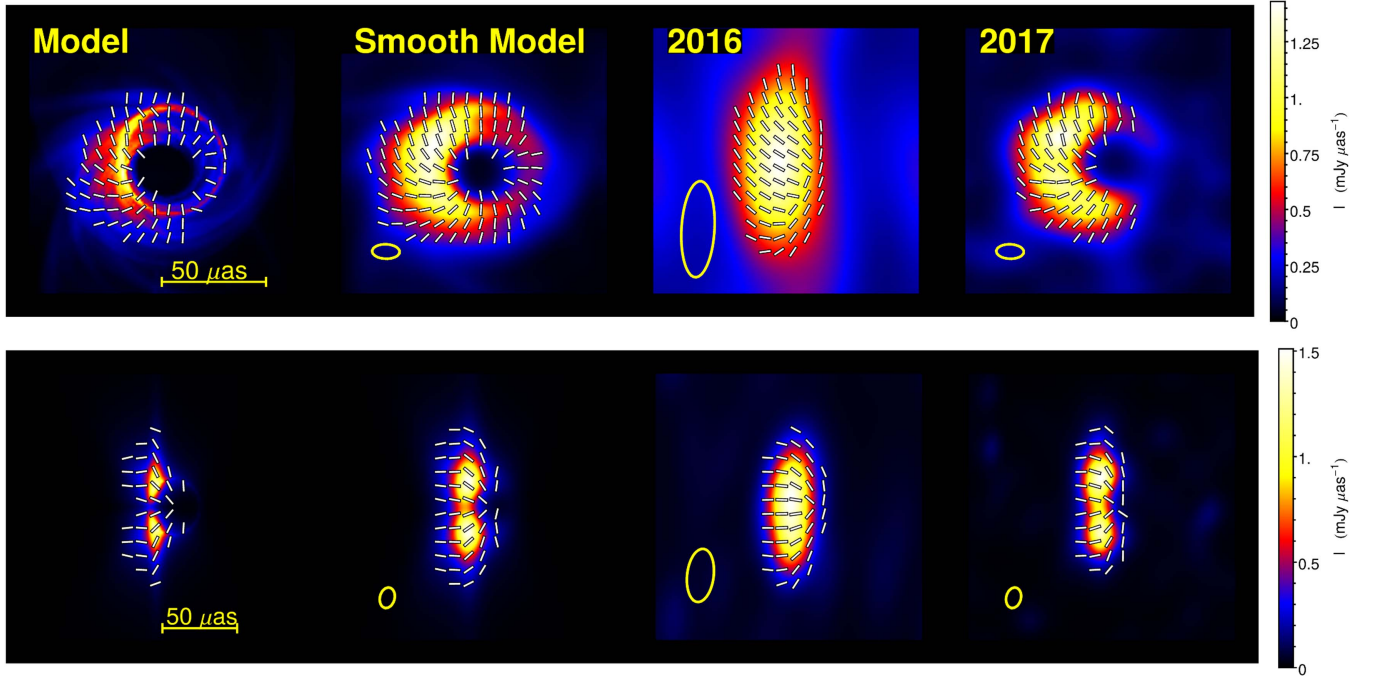 Model
Smooth Model
2016
2017
50 μas
1.25
1.
0.75
0.5
0.25
0
I (mJy μas⁻¹)
50 μas
1.5
1.
0.5
0
I (mJy μas⁻¹)